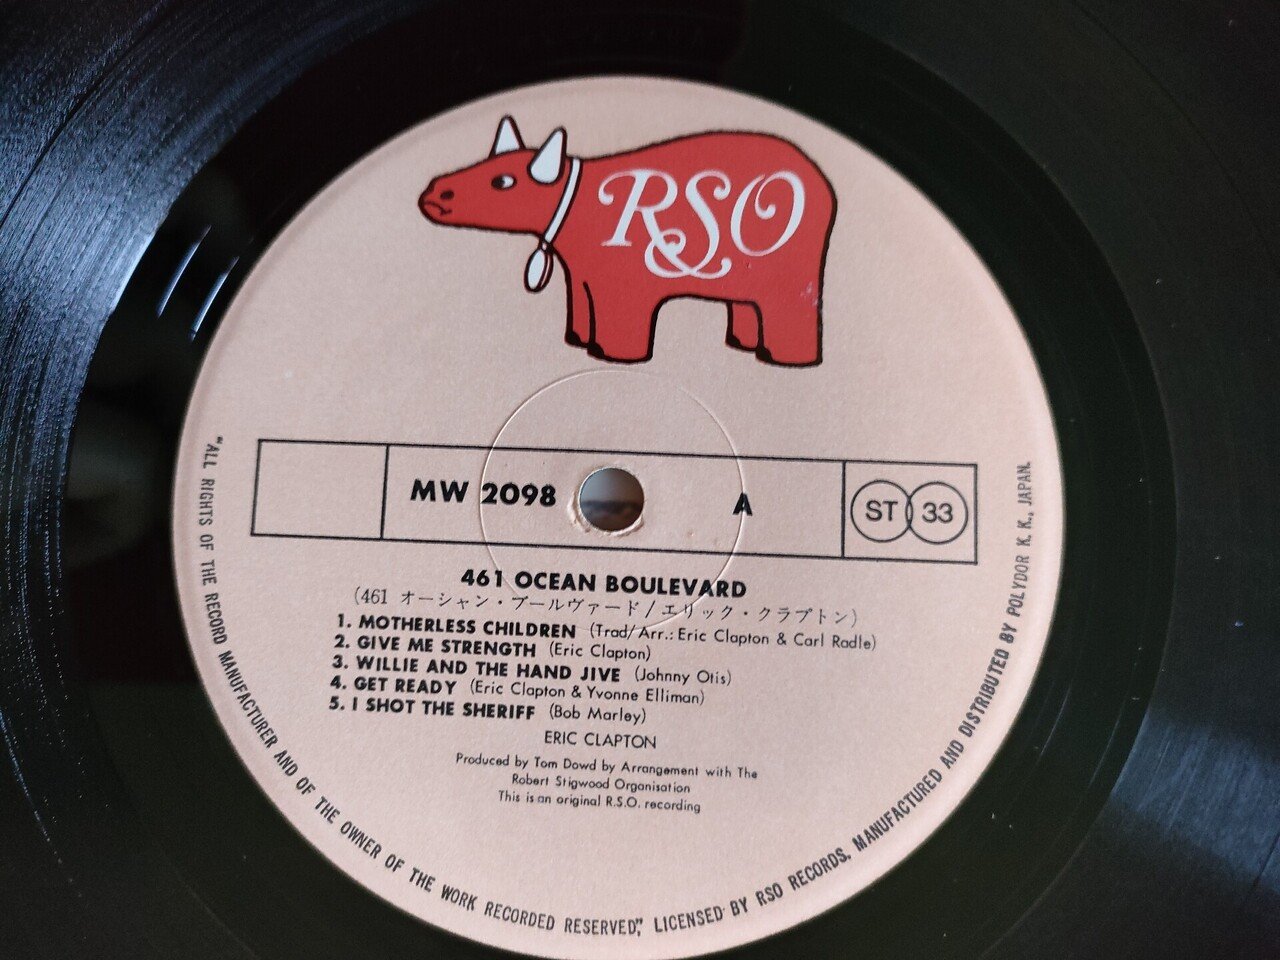 RSO
MW 2098 A ST 33
461 OCEAN BOULEVARD
(461 オーシャン・ブールヴァード/エリック・クラプトン)
1. MOTHERLESS CHILDREN (Trad/Arr.: Eric Clapton & Carl Radle)
2. GIVE ME STRENGTH (Eric Clapton)
3. WILLIE AND THE HAND JIVE (Johnny Otis)
4. GET READY (Eric Clapton & Yvonne Elliman)
5. I SHOT THE SHERIFF (Bob Marley)
ERIC CLAPTON
Produced by Tom Dowd by Arrangement with The
Robert Stigwood Organisation
This is an original R.S.O. recording
"ALL RIGHTS OF THE RECORD MANUFACTURER AND OF THE OWNER OF THE WORK RECORDED RESERVED," LICENSED BY RSO RECORDS. MANUFACTURED AND DISTRIBUTED BY POLYDOR K. K., JAPAN.